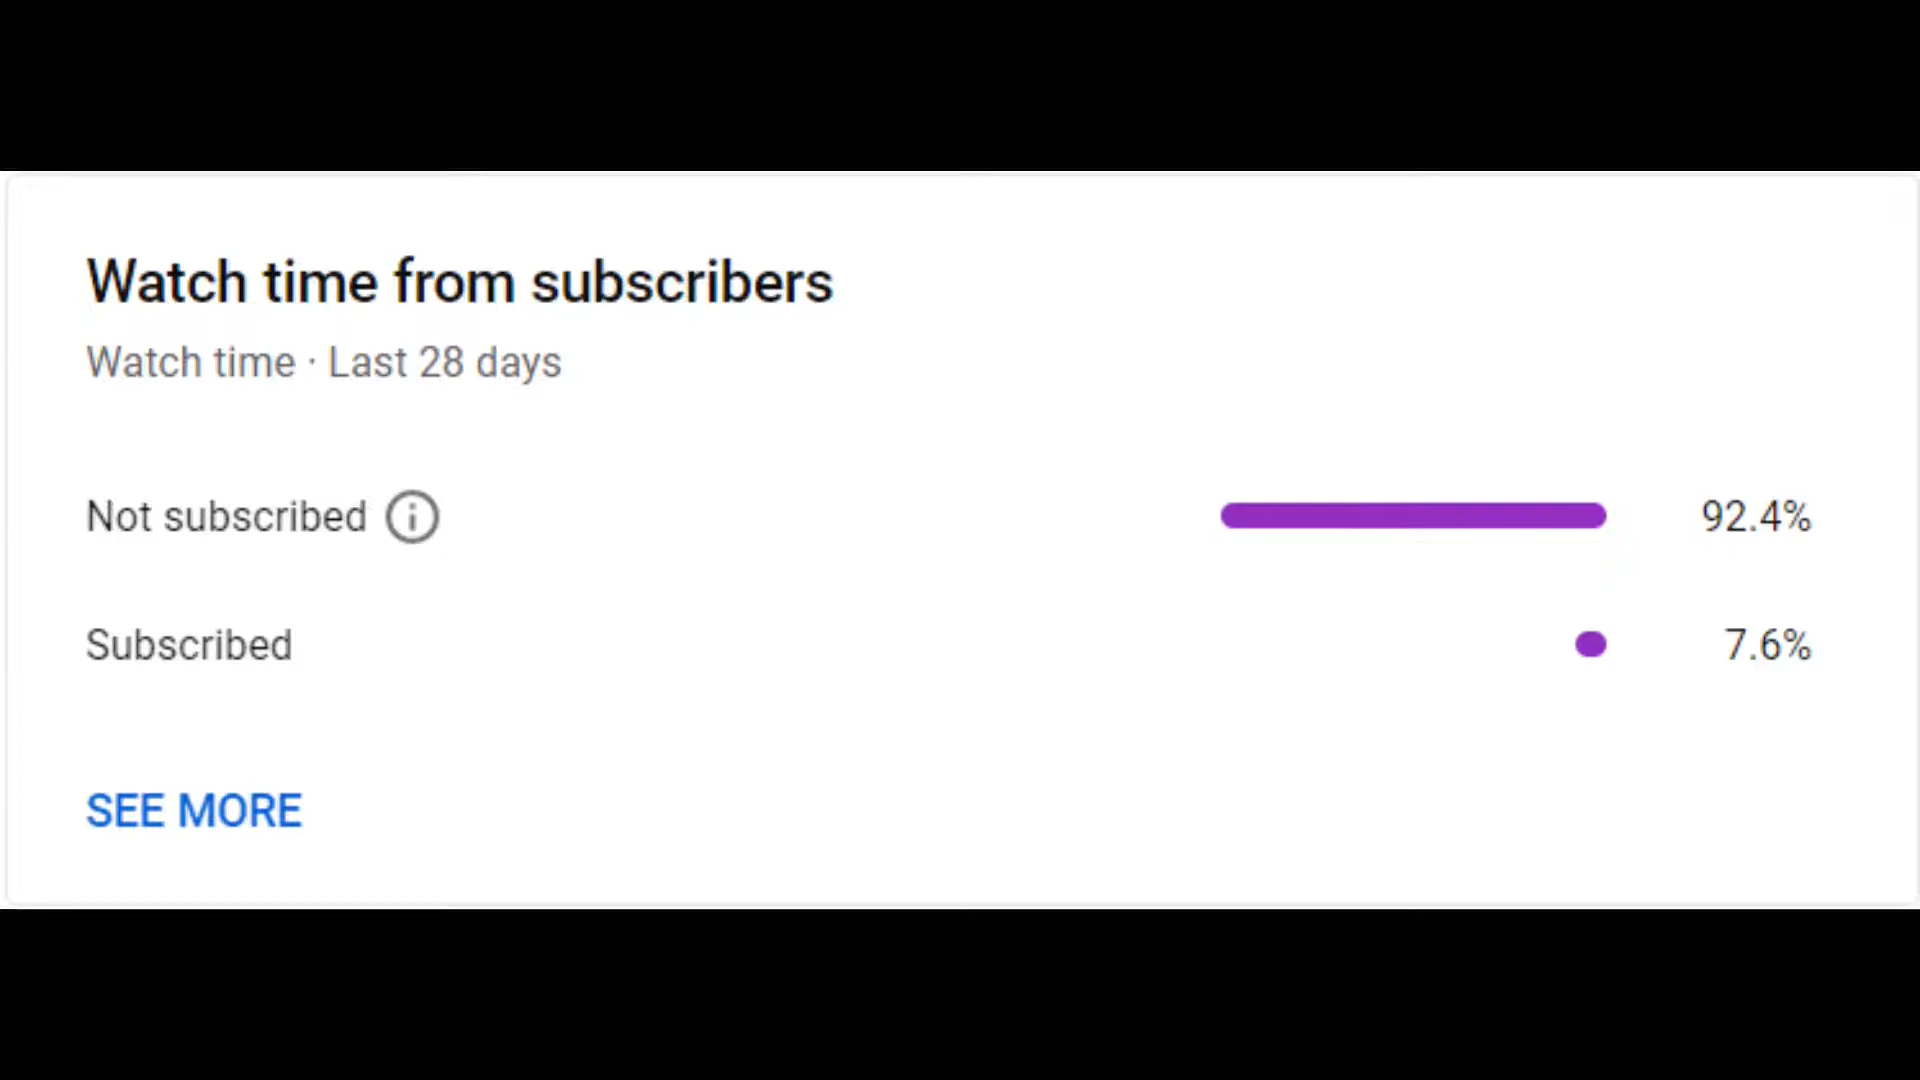 Watch time from subscribers
Watch time · Last 28 days
Not subscribed 92.4%
Subscribed 7.6%
SEE MORE